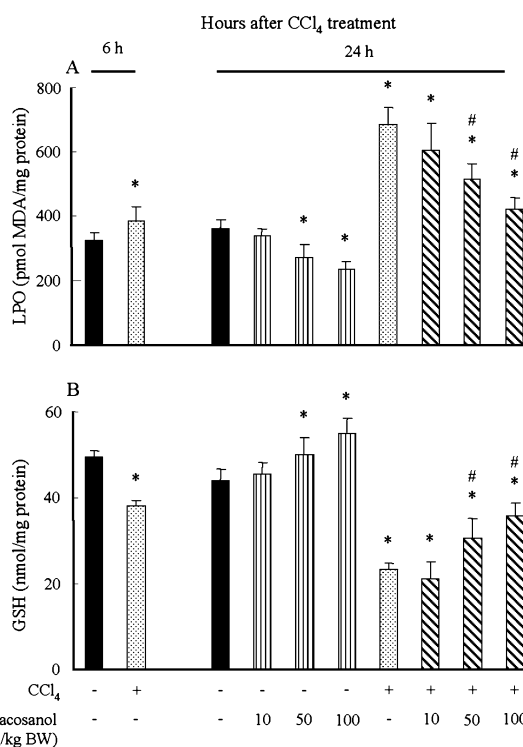 Hours after CCl4 treatment
6 h
24 h
A
800
600
400
200
0
LPO (pmol MDA/mg protein)
* * * * * # * # *
B
60
40
20
0
GSH (nmol/mg protein)
* * * * * # * # *
CCl4 - + - - - - + + + +
acosanol - - - 10 50 100 - 10 50 100
/kg BW)